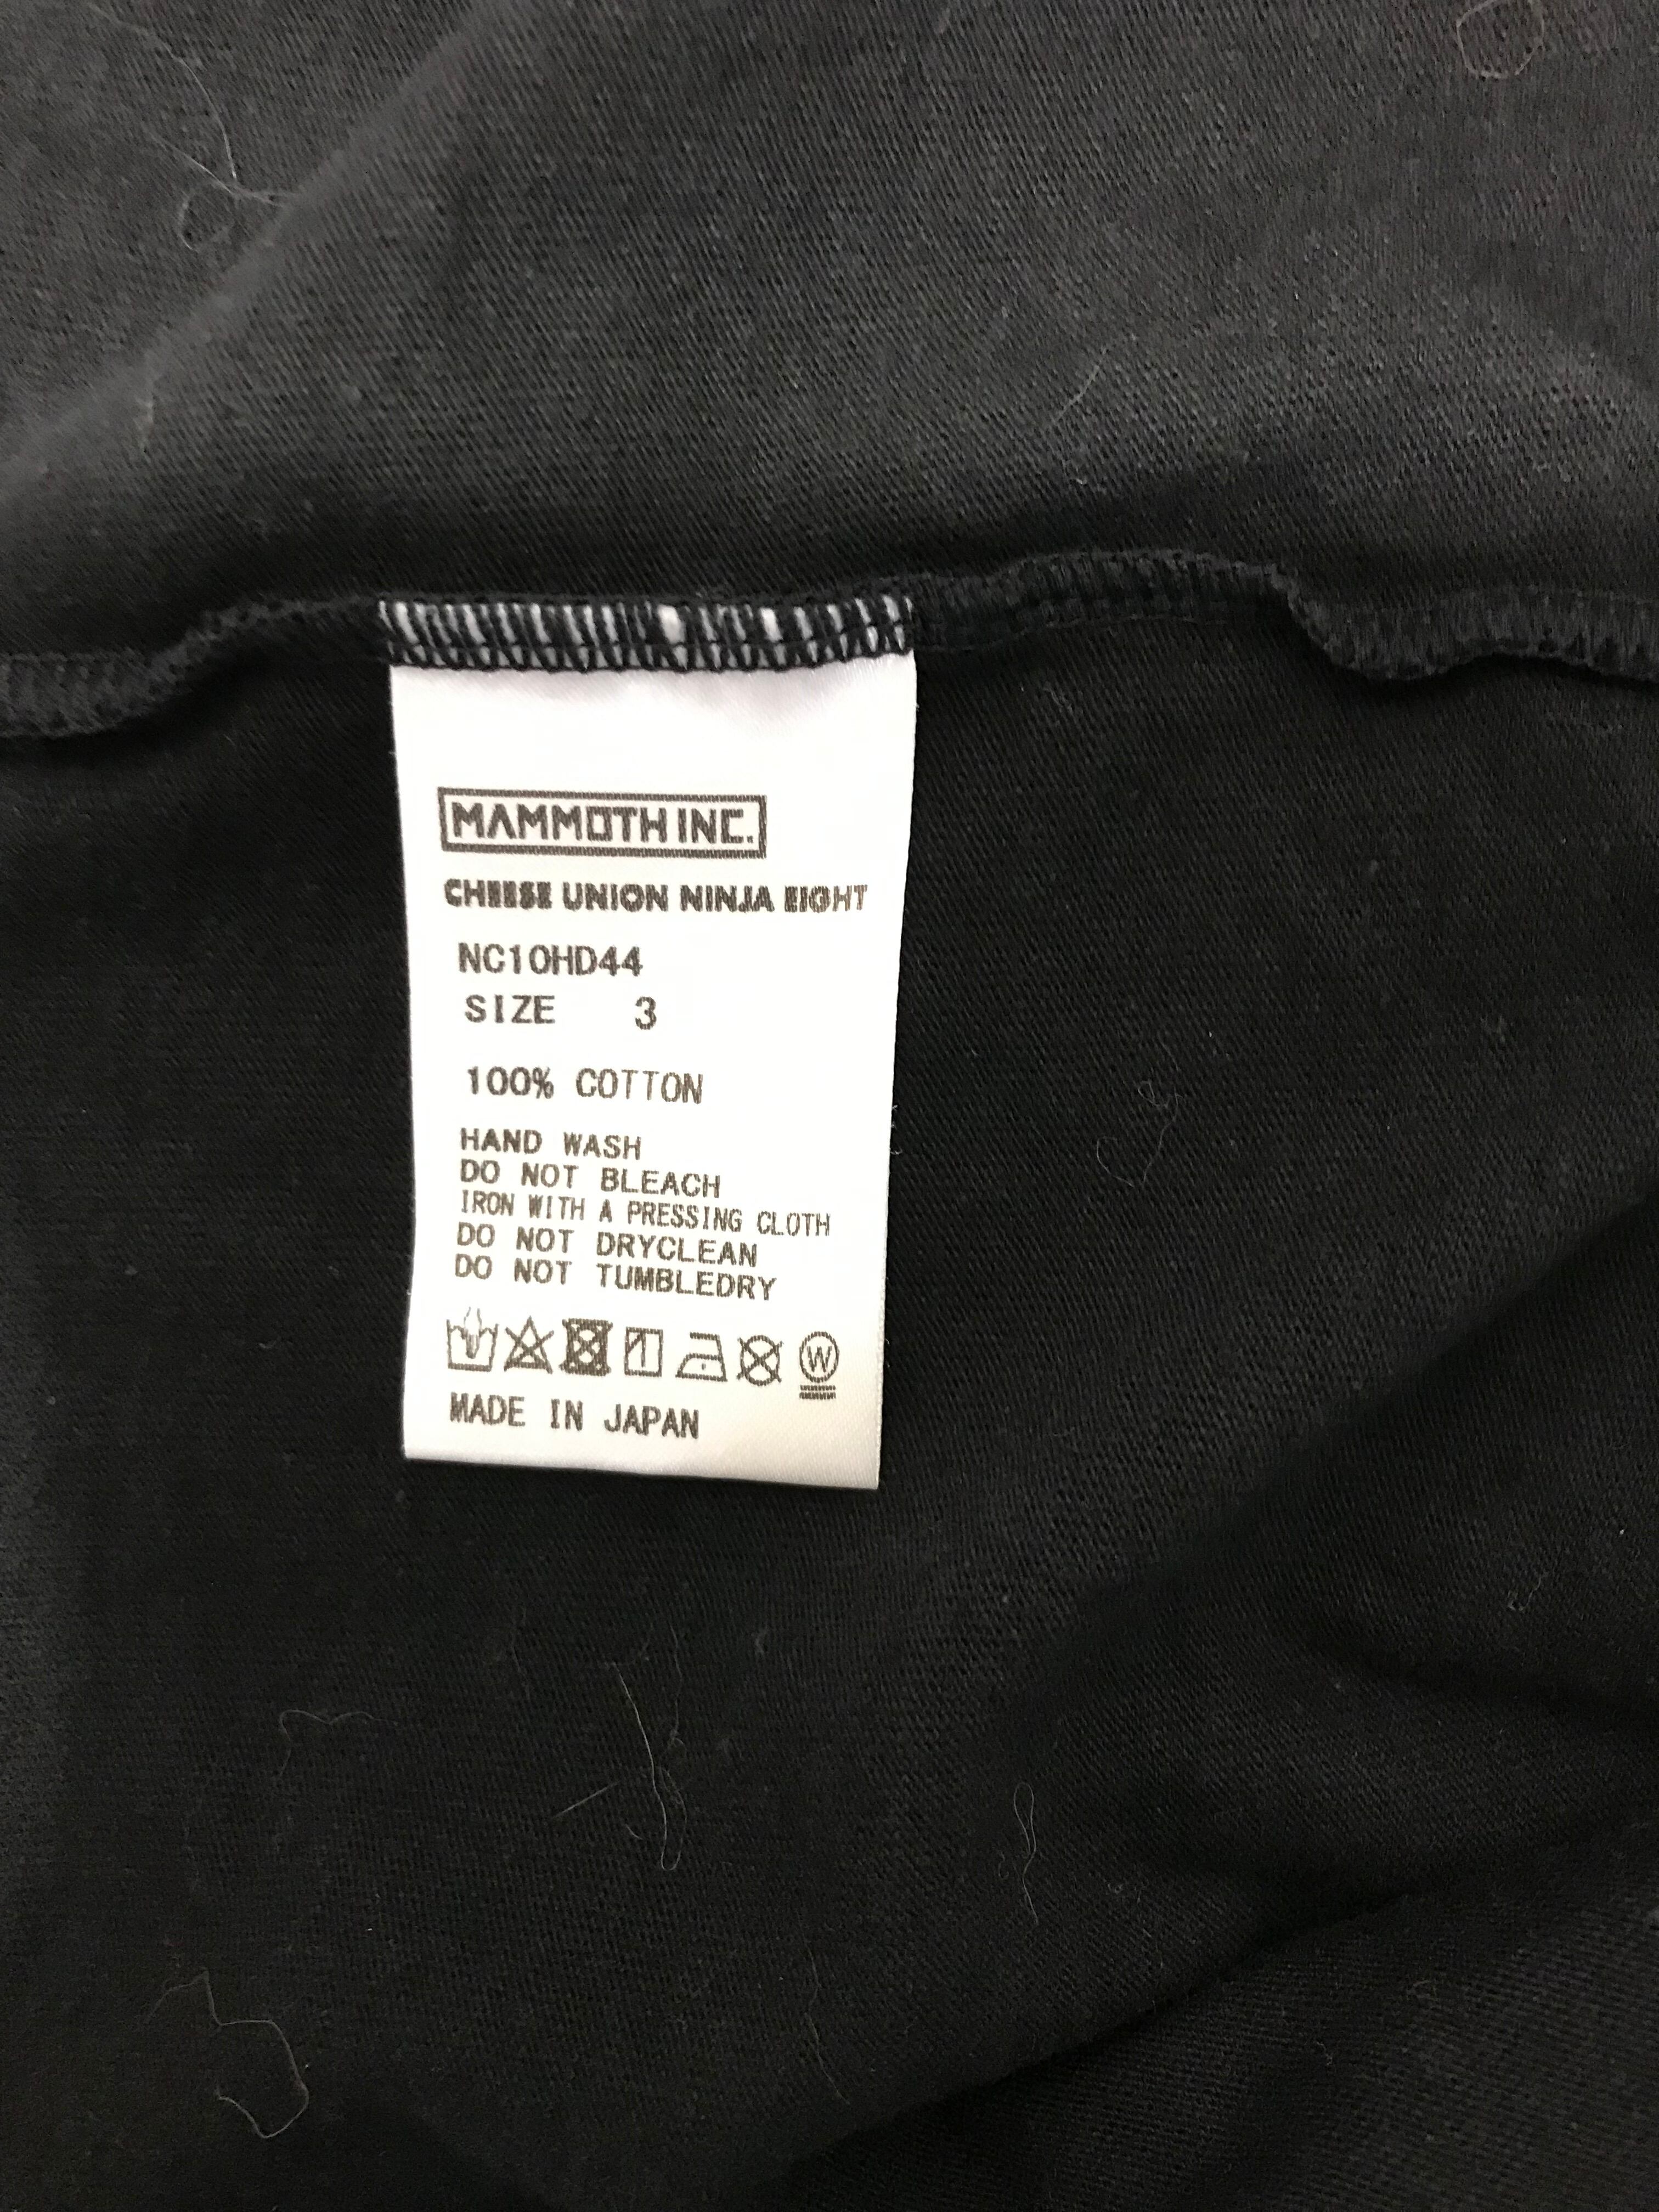 MAMMOTH INC.
CHEESE UNION NINJA EIGHT
NC10HD44
SIZE 3
100% COTTON
HAND WASH
DO NOT BLEACH
IRON WITH A PRESSING CLOTH
DO NOT DRYCLEAN
DO NOT TUMBLEDRY
W
MADE IN JAPAN